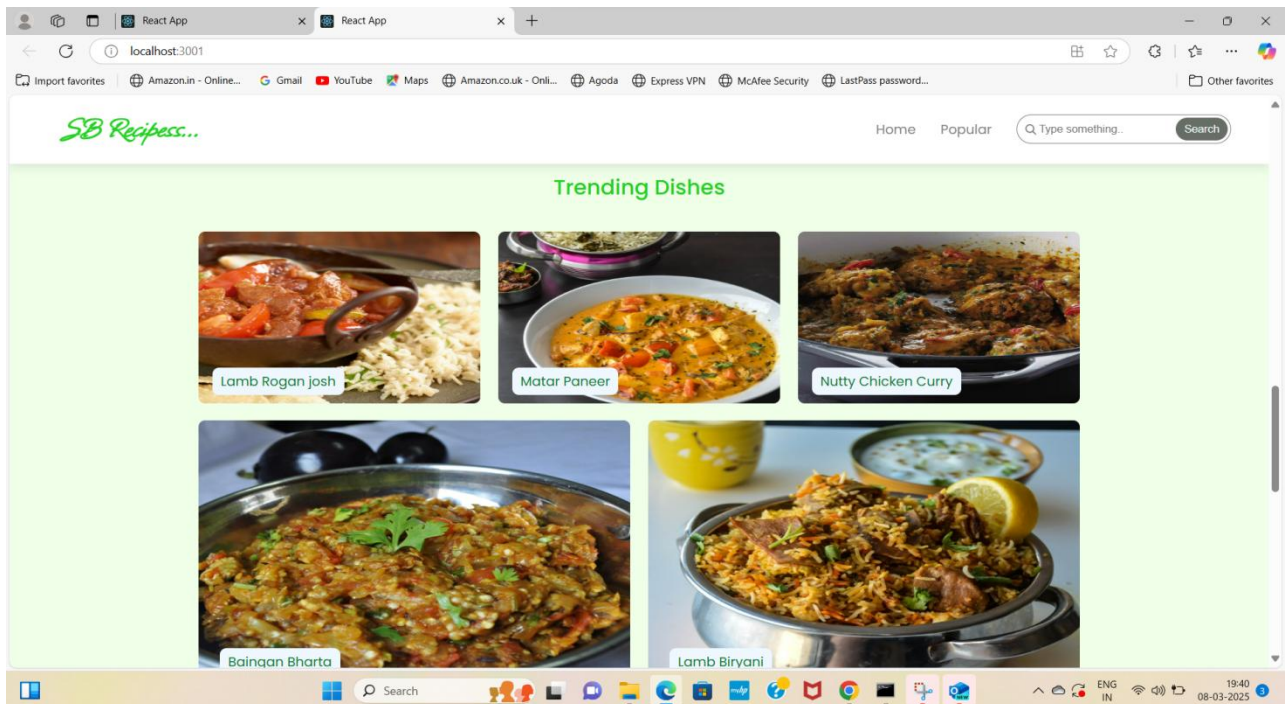 React App
React App
localhost:3001
Import favorites
Amazon.in - Online...
Gmail
YouTube
Maps
Amazon.co.uk - Onli...
Agoda
Express VPN
McAfee Security
LastPass password...
Other favorites
SB Recipess...
Home
Popular
Type something..
Search
Trending Dishes
Lamb Rogan josh
Matar Paneer
Nutty Chicken Curry
Baingan Bharta
Lamb Biryani
Search
ENG
IN
19:40
08-03-2025
3